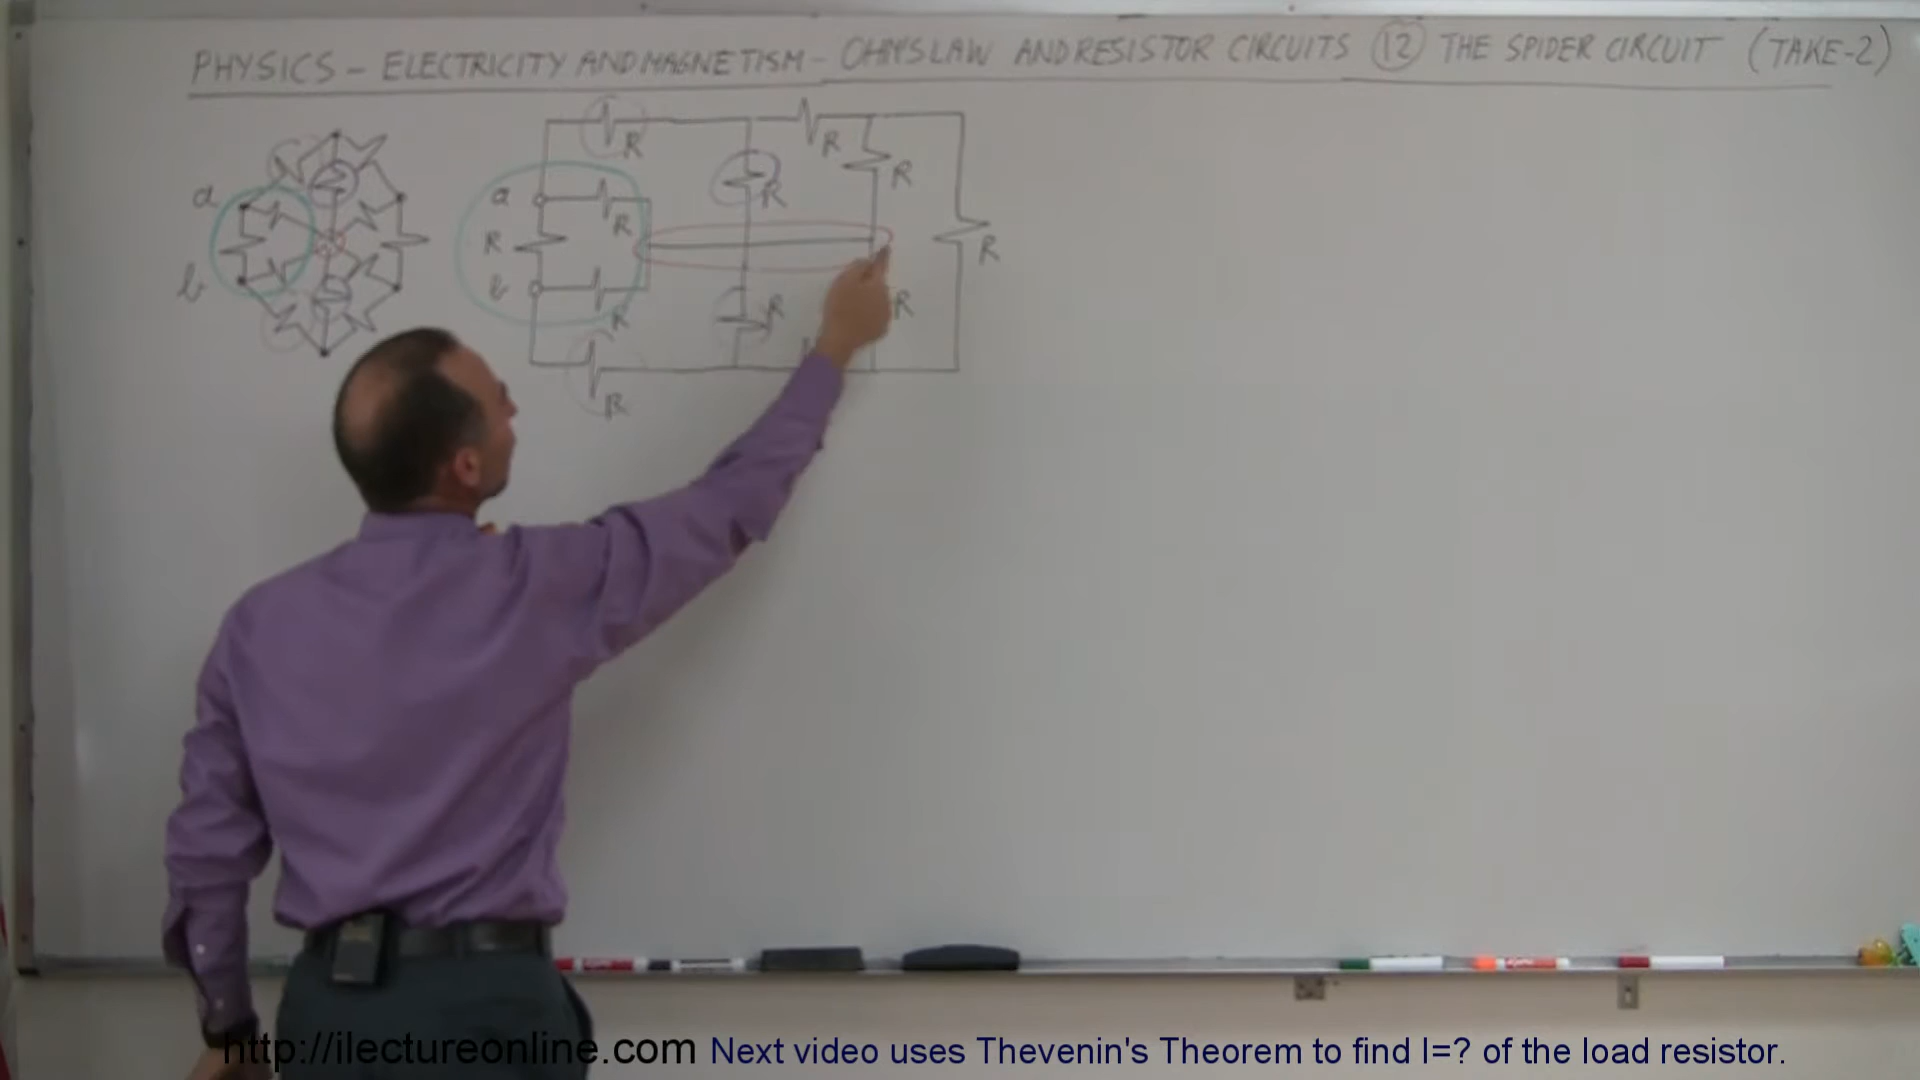 PHYSICS - ELECTRICITY AND MAGNETISM - OHM'S LAW AND RESISTOR CIRCUITS 12 THE SPIDER CIRCUIT (TAKE-2)
R
R
R
R
a
a
R
R
R
R
b
b
R
R
R
R
http://ilectureonline.com Next video uses Thevenin's Theorem to find I=? of the load resistor.